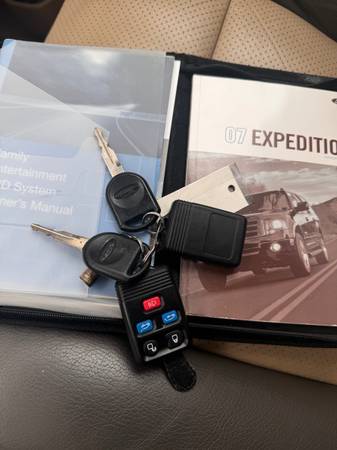 amily
ntertainment
D System
ner's Manual
07 EXPEDITIO